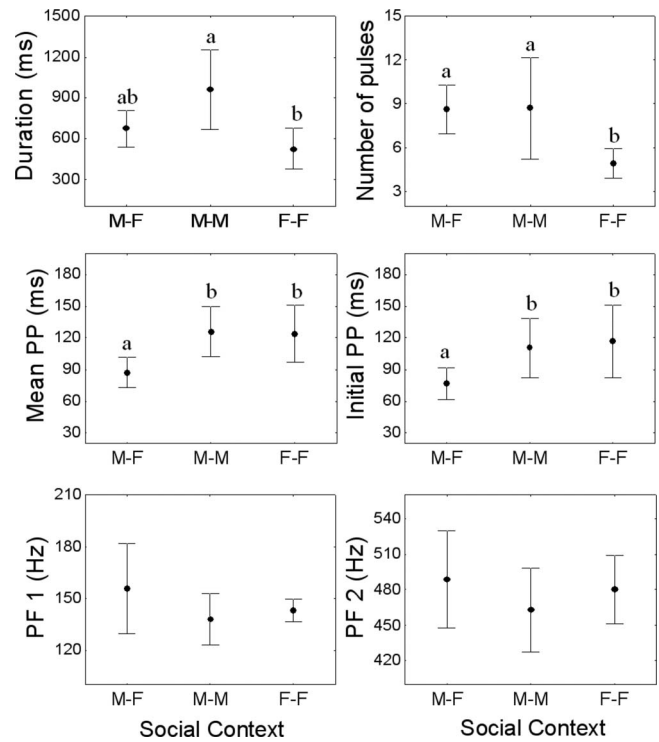 Duration (ms)
1500
1200
900
600
300
ab
a
b
M-F M-M F-F
Number of pulses
15
12
9
6
3
a
a
b
M-F M-M F-F
Mean PP (ms)
180
150
120
90
60
30
a
b
b
M-F M-M F-F
Initial PP (ms)
180
150
120
90
60
30
a
b
b
M-F M-M F-F
PF 1 (Hz)
210
180
150
120
M-F M-M F-F
Social Context
PF 2 (Hz)
540
510
480
450
420
M-F M-M F-F
Social Context